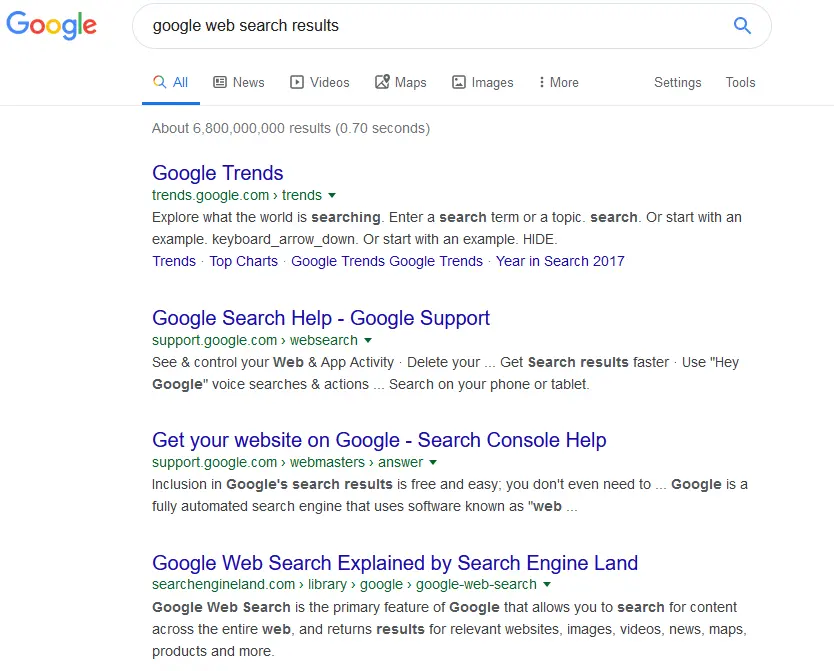 Google
google web search results
All News Videos Maps Images More Settings Tools
About 6,800,000,000 results (0.70 seconds)
Google Trends
trends.google.com › trends
Explore what the world is searching. Enter a search term or a topic. search. Or start with an
example. keyboard_arrow_down. Or start with an example. HIDE.
Trends · Top Charts · Google Trends Google Trends · Year in Search 2017
Google Search Help - Google Support
support.google.com › websearch
See & control your Web & App Activity · Delete your ... Get Search results faster · Use "Hey
Google" voice searches & actions ... Search on your phone or tablet.
Get your website on Google - Search Console Help
support.google.com › webmasters › answer
Inclusion in Google's search results is free and easy; you don't even need to ... Google is a
fully automated search engine that uses software known as "web ...
Google Web Search Explained by Search Engine Land
searchengineland.com › library › google › google-web-search
Google Web Search is the primary feature of Google that allows you to search for content
across the entire web, and returns results for relevant websites, images, videos, news, maps,
products and more.